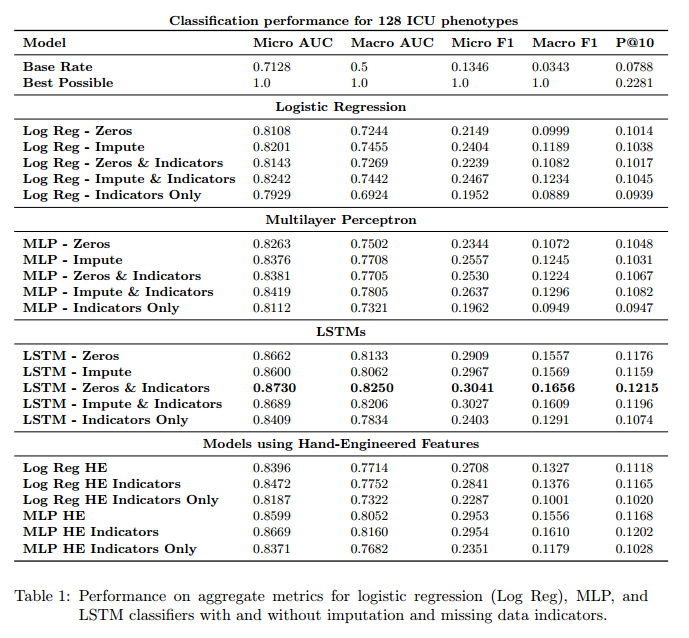 Classification performance for 128 ICU phenotypes
Model Micro AUC Macro AUC Micro F1 Macro F1 P@10
Base Rate 0.7128 0.5 0.1346 0.0343 0.0788
Best Possible 1.0 1.0 1.0 1.0 0.2281
Logistic Regression
Log Reg - Zeros 0.8108 0.7244 0.2149 0.0999 0.1014
Log Reg - Impute 0.8201 0.7455 0.2404 0.1189 0.1038
Log Reg - Zeros & Indicators 0.8143 0.7269 0.2239 0.1082 0.1017
Log Reg - Impute & Indicators 0.8242 0.7442 0.2467 0.1234 0.1045
Log Reg - Indicators Only 0.7929 0.6924 0.1952 0.0889 0.0939
Multilayer Perceptron
MLP - Zeros 0.8263 0.7502 0.2344 0.1072 0.1048
MLP - Impute 0.8376 0.7708 0.2557 0.1245 0.1031
MLP - Zeros & Indicators 0.8381 0.7705 0.2530 0.1224 0.1067
MLP - Impute & Indicators 0.8419 0.7805 0.2637 0.1296 0.1082
MLP - Indicators Only 0.8112 0.7321 0.1962 0.0949 0.0947
LSTMs
LSTM - Zeros 0.8662 0.8133 0.2909 0.1557 0.1176
LSTM - Impute 0.8600 0.8062 0.2967 0.1569 0.1159
LSTM - Zeros & Indicators 0.8730 0.8250 0.3041 0.1656 0.1215
LSTM - Impute & Indicators 0.8689 0.8206 0.3027 0.1609 0.1196
LSTM - Indicators Only 0.8409 0.7834 0.2403 0.1291 0.1074
Models using Hand-Engineered Features
Log Reg HE 0.8396 0.7714 0.2708 0.1327 0.1118
Log Reg HE Indicators 0.8472 0.7752 0.2841 0.1376 0.1165
Log Reg HE Indicators Only 0.8187 0.7322 0.2287 0.1001 0.1020
MLP HE 0.8599 0.8052 0.2953 0.1556 0.1168
MLP HE Indicators 0.8669 0.8160 0.2954 0.1610 0.1202
MLP HE Indicators Only 0.8371 0.7682 0.2351 0.1179 0.1028
Table 1: Performance on aggregate metrics for logistic regression (Log Reg), MLP, and
LSTM classifiers with and without imputation and missing data indicators.